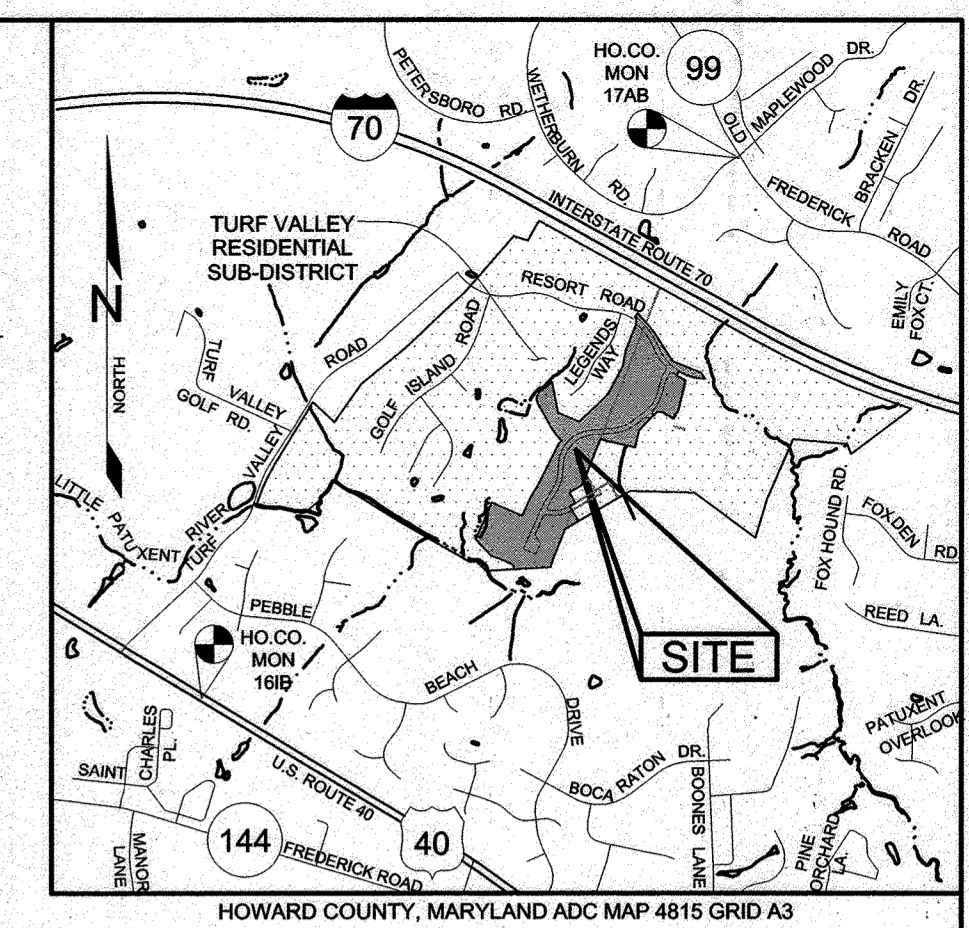 HO.CO.
MON
17AB
99
OLD
MAPLEWOOD DR.
BRACKEN DR.
PETERSBORO RD.
WETHERBURN RD.
70
FREDERICK ROAD
INTERSTATE ROUTE 70
EMILY
FOX CT.
TURF VALLEY
RESIDENTIAL
SUB-DISTRICT
N
NORTH
RESORT ROAD
LEGENDS
WAY
GOLF ISLAND ROAD
TURF VALLEY
GOLF RD.
TURF VALLEY ROAD
LITTLE PATUXENT RIVER
FOX HOUND RD.
FOXDEN RD
REED LA.
SITE
PEBBLE BEACH DRIVE
HO.CO.
MON
16IB
PATUXENT
OVERLOOK
SAINT
CHARLES
PL.
U.S. ROUTE 40
BOCA RATON DR.
BOONES LANE
PINE
ORCHARD
LA.
MANOR
LANE
144
FREDERICK ROAD
40
HOWARD COUNTY, MARYLAND ADC MAP 4815 GRID A3